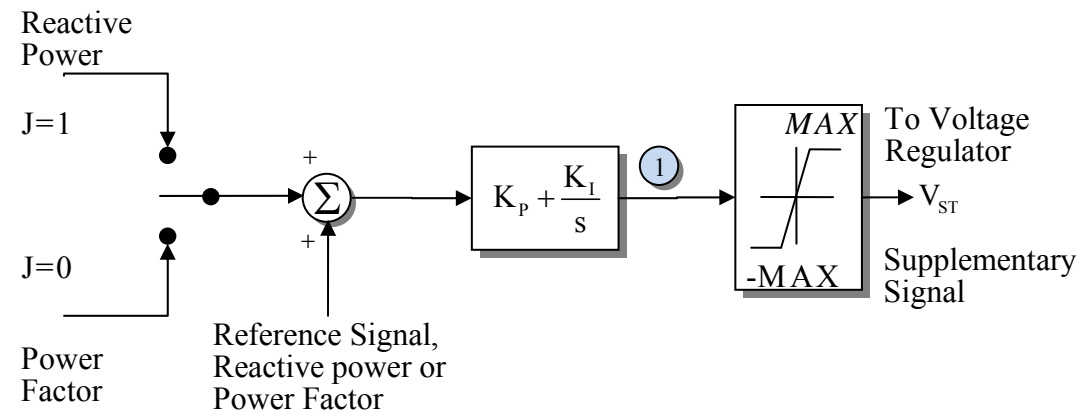 Reactive
Power
J=1
J=0
Power
Factor
+
Σ
+
Reference Signal,
Reactive power or
Power Factor
K_P + K_I/s
1
MAX
-MAX
To Voltage
Regulator
V_ST
Supplementary
Signal